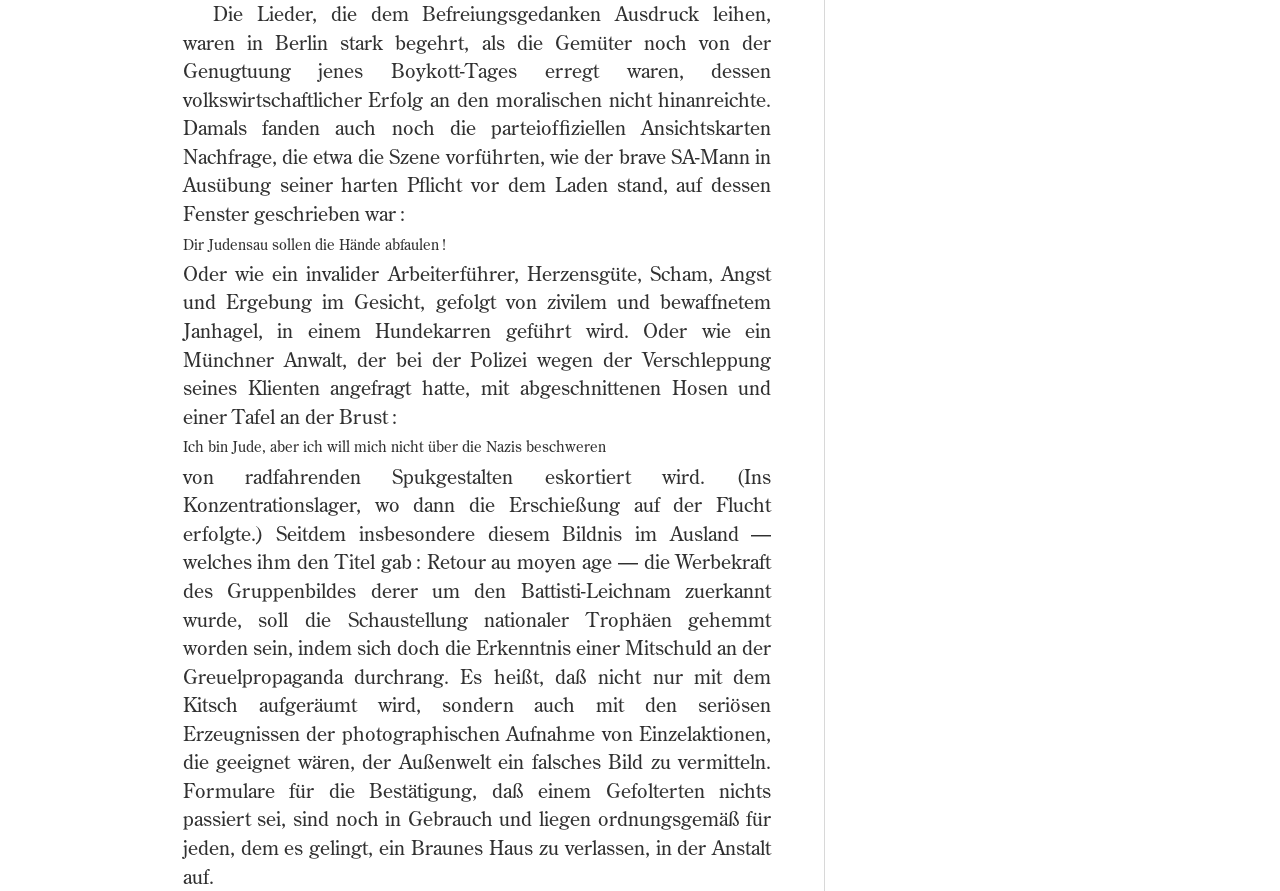 Die Lieder, die dem Befreiungsgedanken Ausdruck leihen,
waren in Berlin stark begehrt, als die Gemüter noch von der
Genugtuung jenes Boykott-Tages erregt waren, dessen
volkswirtschaftlicher Erfolg an den moralischen nicht hinanreichte.
Damals fanden auch noch die parteioffiziellen Ansichtskarten
Nachfrage, die etwa die Szene vorführten, wie der brave SA-Mann in
Ausübung seiner harten Pflicht vor dem Laden stand, auf dessen
Fenster geschrieben war :
Dir Judensau sollen die Hände abfaulen !
Oder wie ein invalider Arbeiterführer, Herzensgüte, Scham, Angst
und Ergebung im Gesicht, gefolgt von zivilem und bewaffnetem
Janhagel, in einem Hundekarren geführt wird. Oder wie ein
Münchner Anwalt, der bei der Polizei wegen der Verschleppung
seines Klienten angefragt hatte, mit abgeschnittenen Hosen und
einer Tafel an der Brust :
Ich bin Jude, aber ich will mich nicht über die Nazis beschweren
von radfahrenden Spukgestalten eskortiert wird. (Ins
Konzentrationslager, wo dann die Erschießung auf der Flucht
erfolgte.) Seitdem insbesondere diesem Bildnis im Ausland —
welches ihm den Titel gab : Retour au moyen age — die Werbekraft
des Gruppenbildes derer um den Battisti-Leichnam zuerkannt
wurde, soll die Schaustellung nationaler Trophäen gehemmt
worden sein, indem sich doch die Erkenntnis einer Mitschuld an der
Greuelpropaganda durchrang. Es heißt, daß nicht nur mit dem
Kitsch aufgeräumt wird, sondern auch mit den seriösen
Erzeugnissen der photographischen Aufnahme von Einzelaktionen,
die geeignet wären, der Außenwelt ein falsches Bild zu vermitteln.
Formulare für die Bestätigung, daß einem Gefolterten nichts
passiert sei, sind noch in Gebrauch und liegen ordnungsgemäß für
jeden, dem es gelingt, ein Braunes Haus zu verlassen, in der Anstalt
auf.